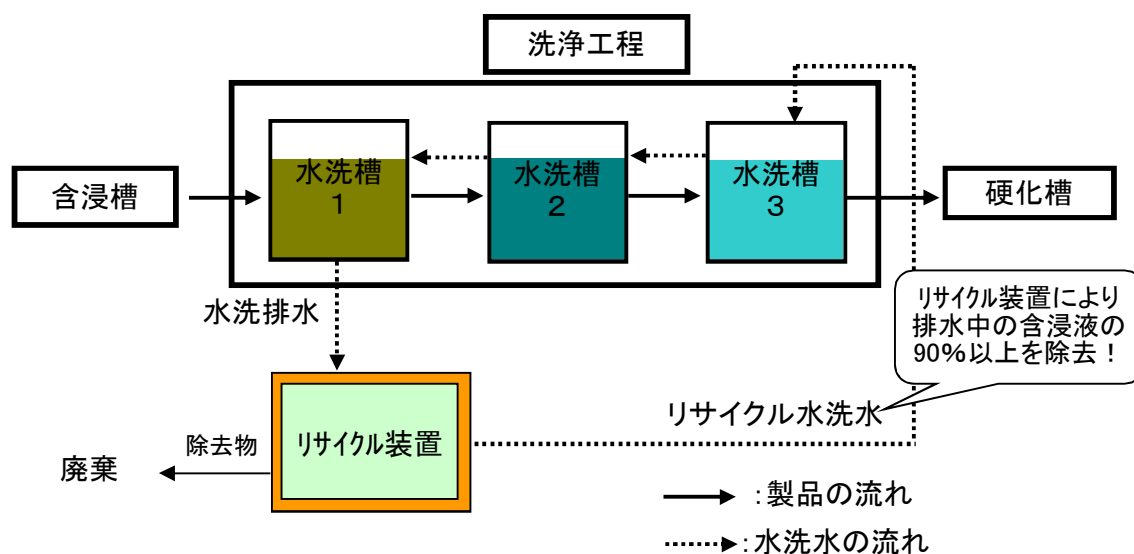 洗浄工程
含浸槽
水洗槽
1
水洗槽
2
水洗槽
3
硬化槽
水洗排水
ﾘｻｲｸﾙ装置により
排水中の含浸液の
90%以上を除去！
リサイクル水洗水
ﾘｻｲｸﾙ装置
除去物
廃棄
：製品の流れ
：水洗水の流れ